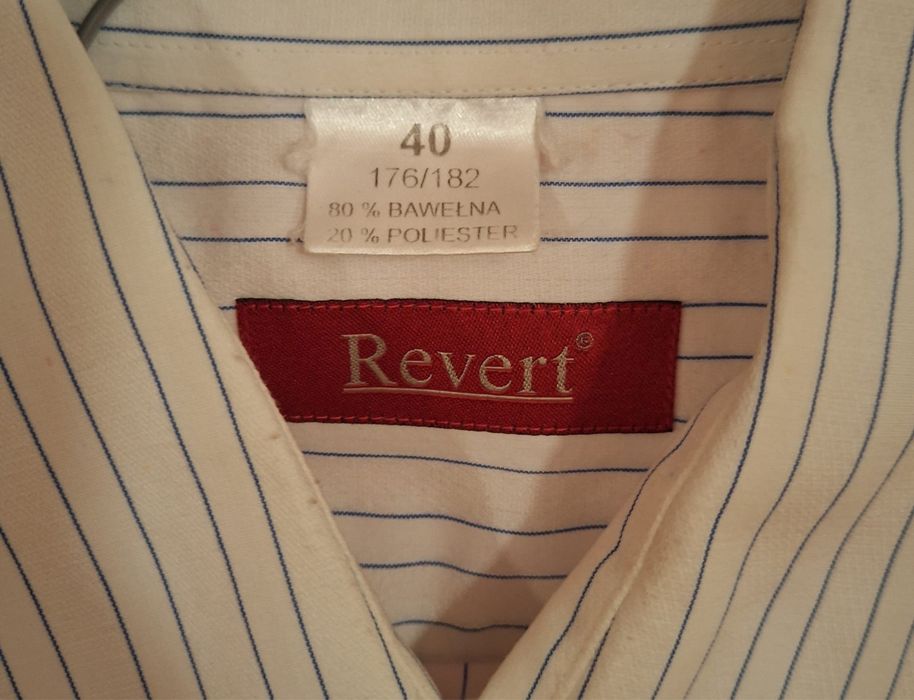 40
176/182
80 % BAWEŁNA
20 % POLIESTER
Revert®